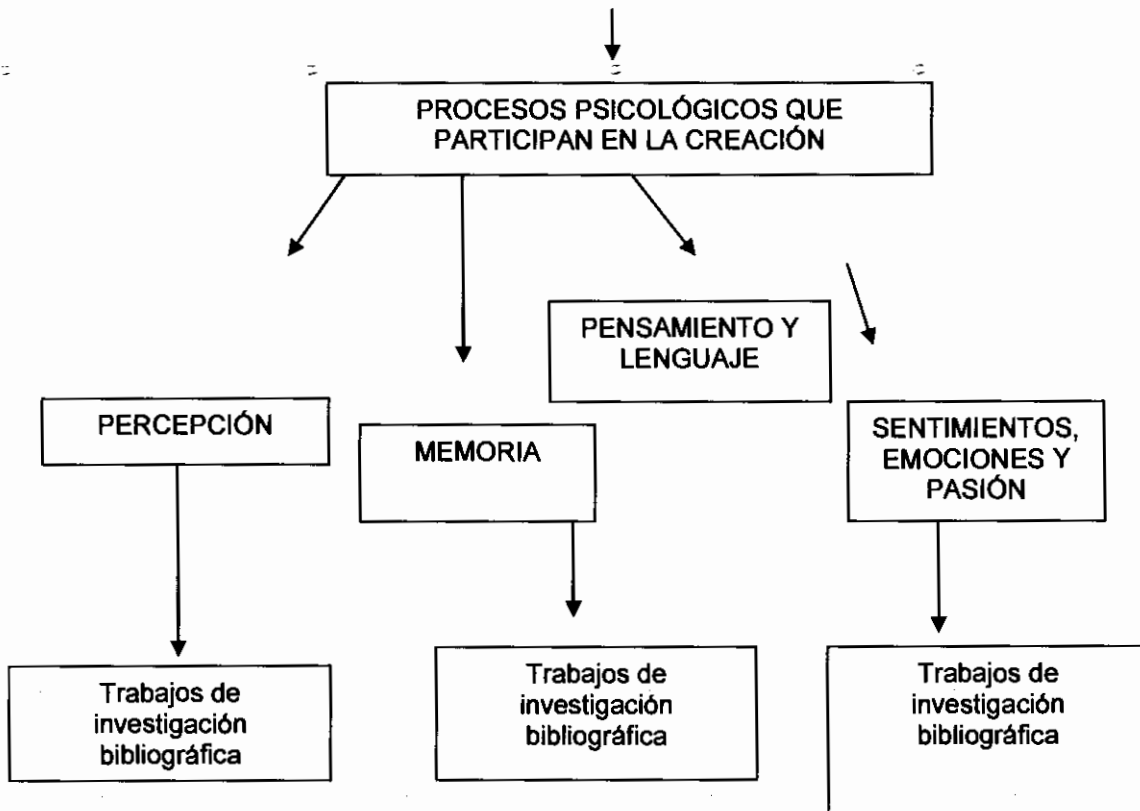 PROCESOS PSICOLÓGICOS QUE
PARTICIPAN EN LA CREACIÓN
PENSAMIENTO Y
LENGUAJE
PERCEPCIÓN
MEMORIA
SENTIMIENTOS,
EMOCIONES Y
PASIÓN
Trabajos de
investigación
bibliográfica
Trabajos de
investigación
bibliográfica
Trabajos de
investigación
bibliográfica